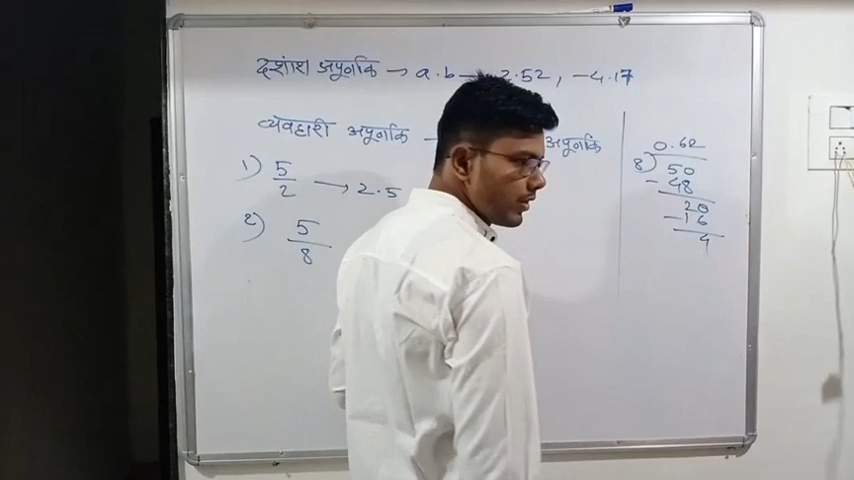 दशांश अपूर्णांक → a.b → 2.52, -4.17
व्यवहारी अपूर्णांक → अपूर्णांक
1) 5/2 → 2.5
२) 5/8
0.62
8) 50
- 48
20
- 16
4